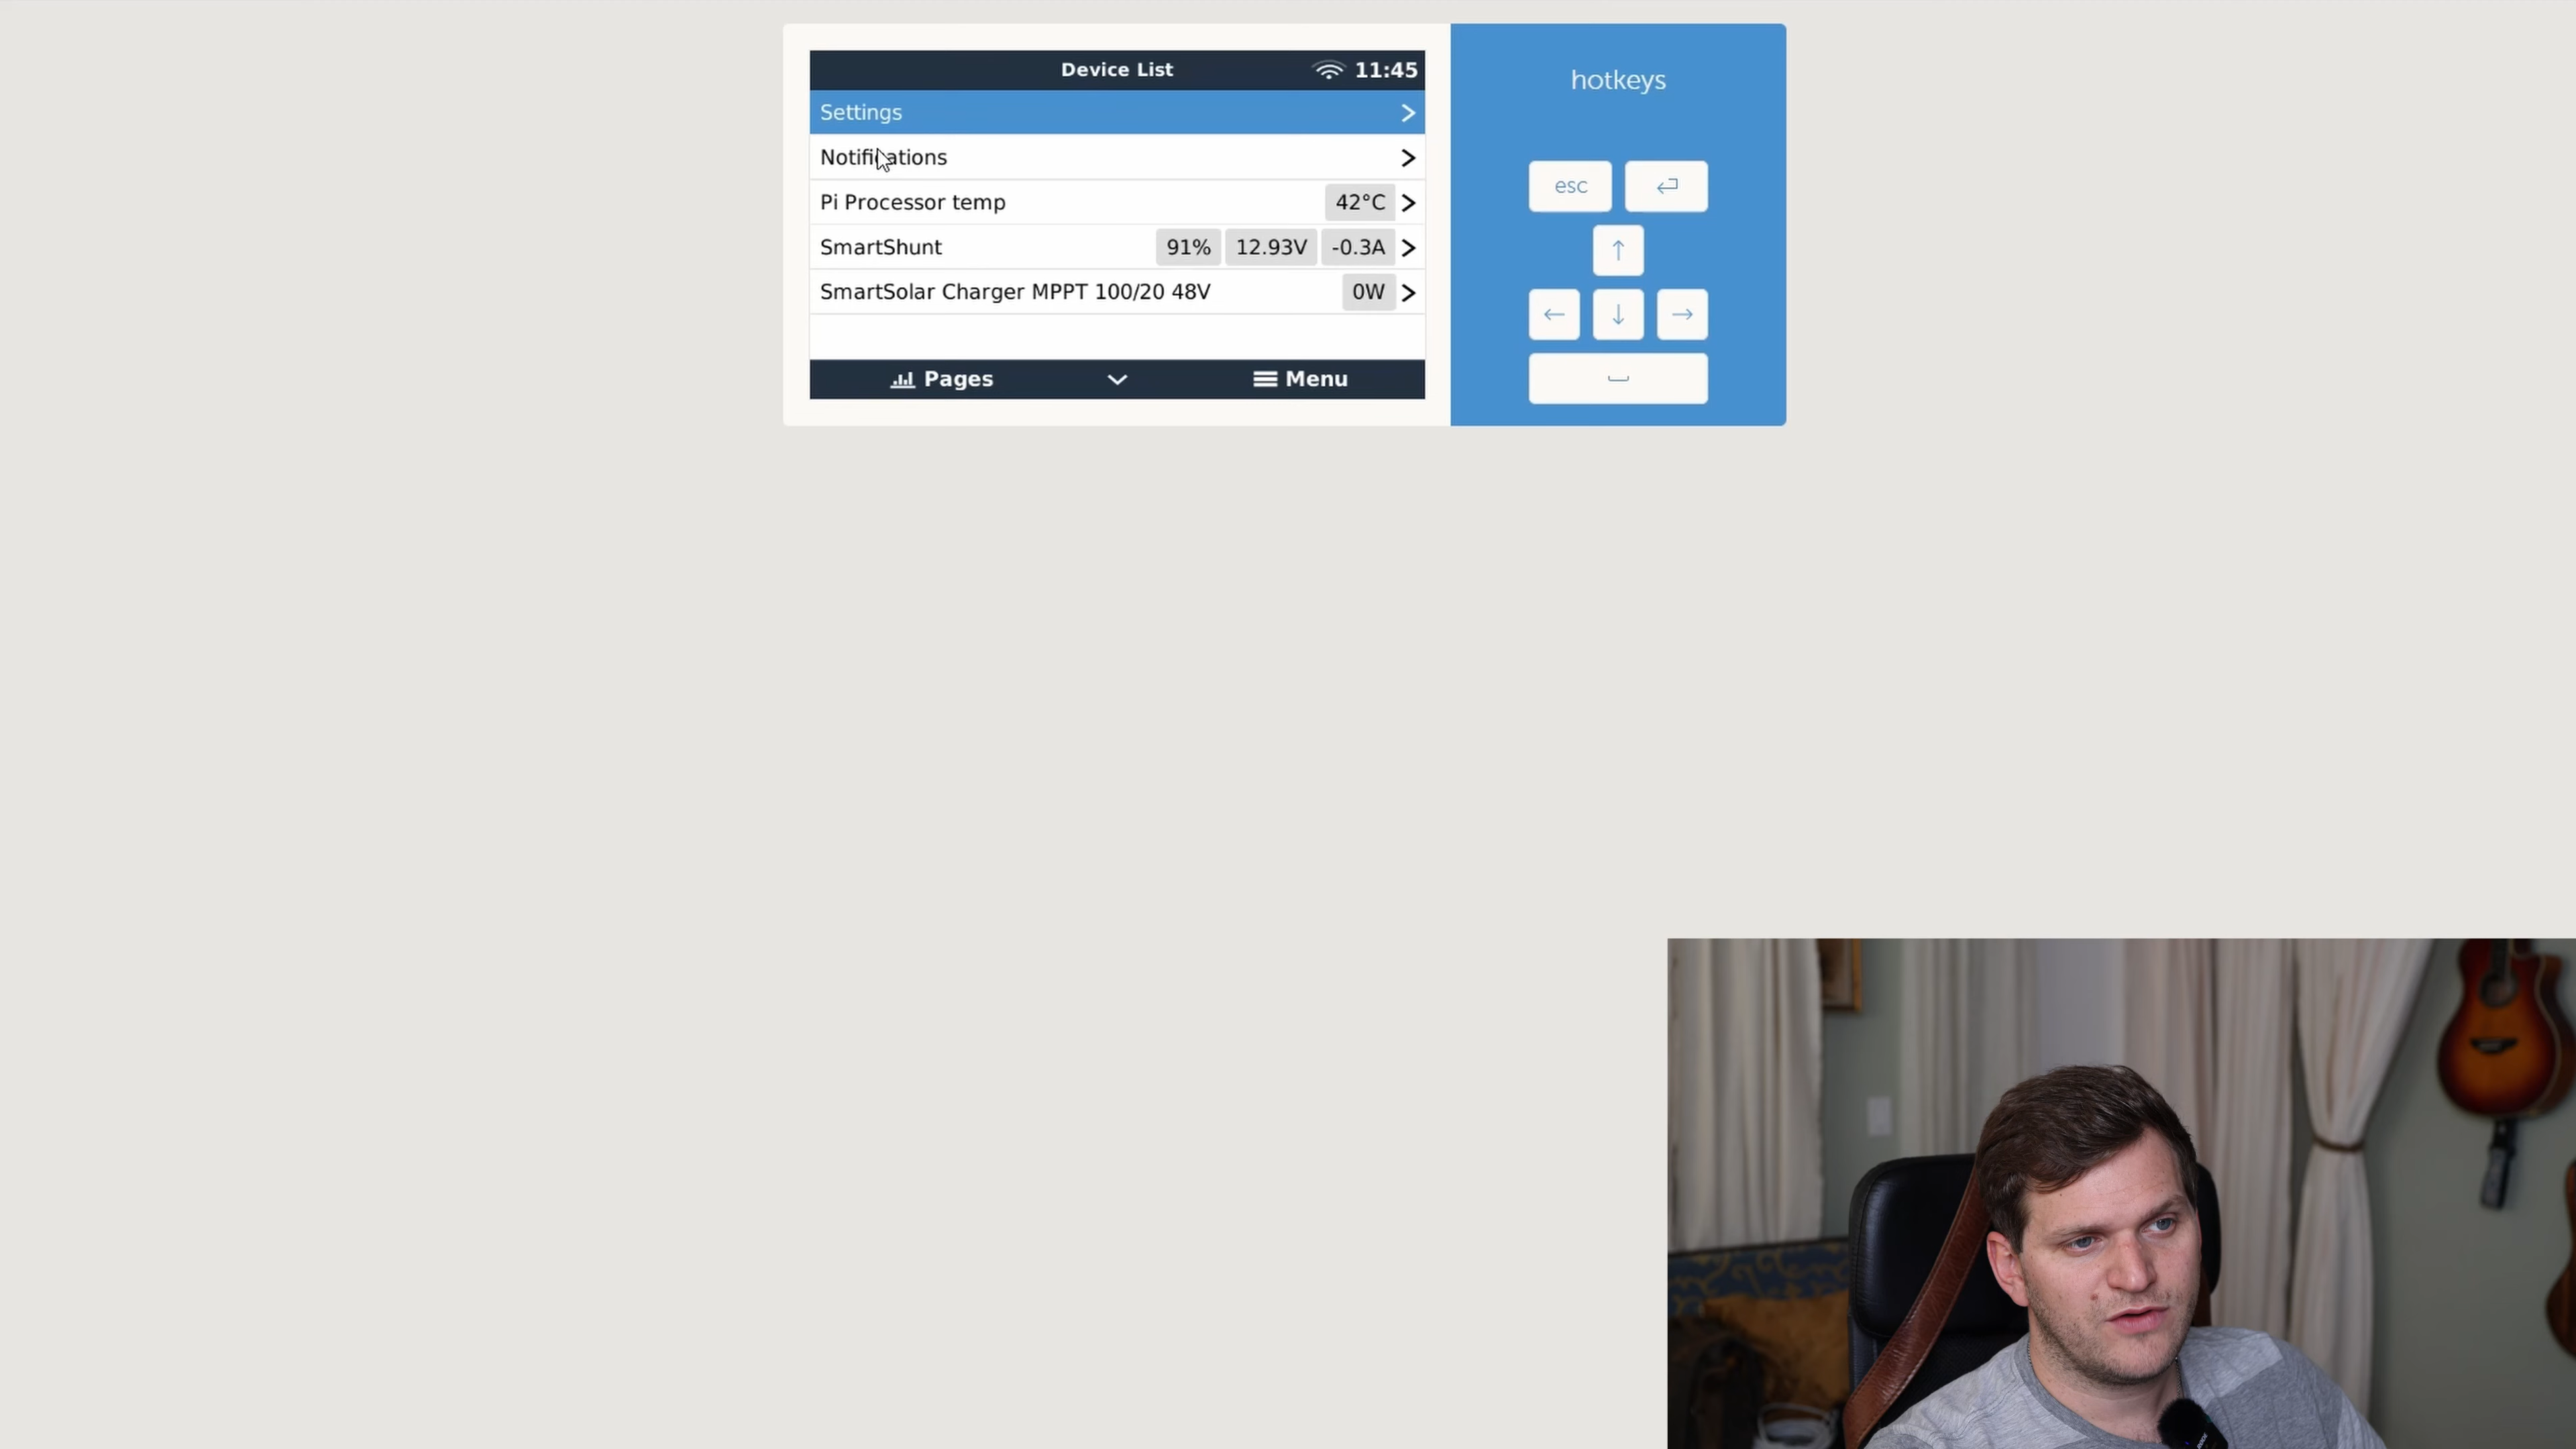 Device List 11:45
Settings
Notifications
Pi Processor temp 42°C
SmartShunt 91% 12.93V -0.3A
SmartSolar Charger MPPT 100/20 48V 0W
Pages Menu
hotkeys
esc